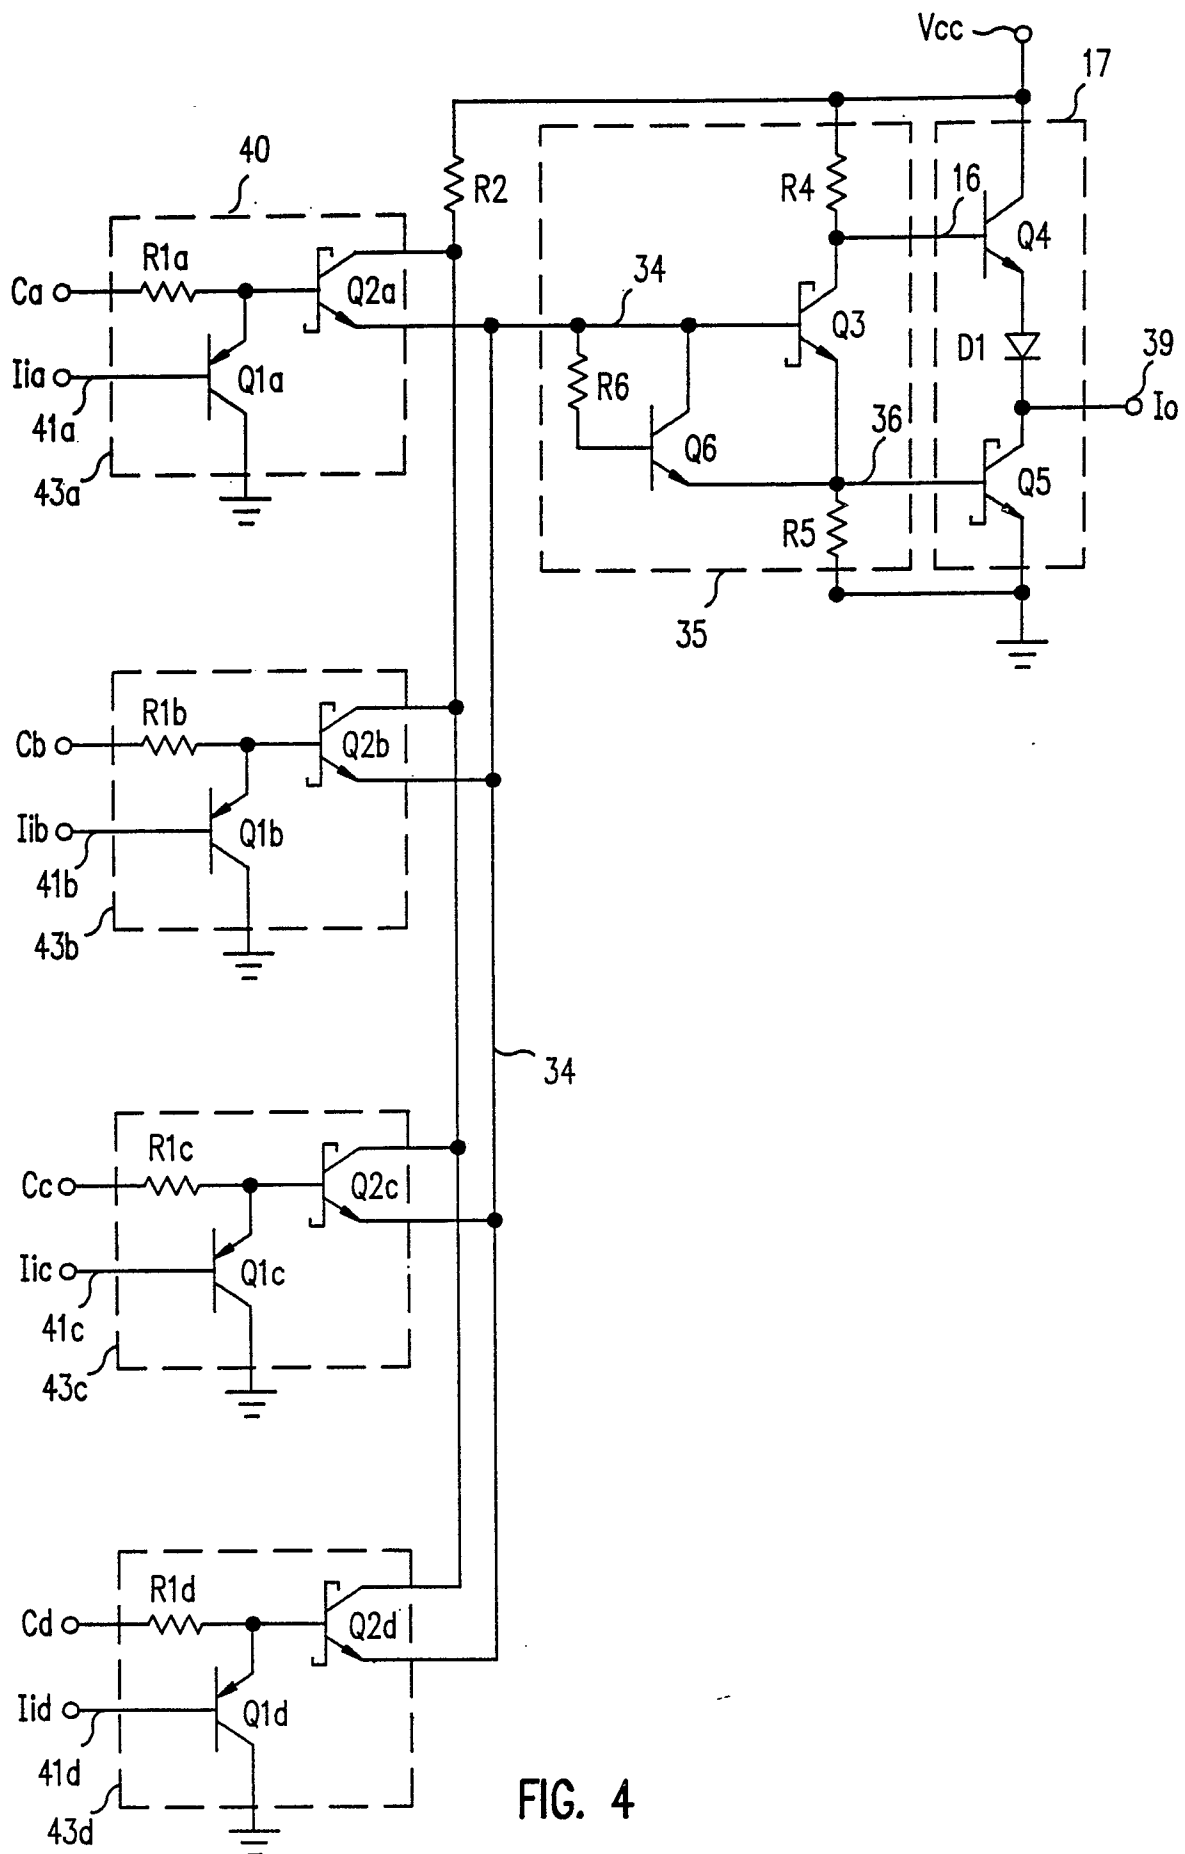 Vcc
17
40
R2
R4
16
Q4
R1a
Ca
Q2a
34
Q3
D1
39
Iia
Q1a
R6
Io
41a
36
Q6
Q5
43a
R5
35
R1b
Cb
Q2b
Iib
Q1b
41b
43b
34
R1c
Cc
Q2c
Iic
Q1c
41c
43c
R1d
Cd
Q2d
Iid
Q1d
41d
43d
FIG. 4